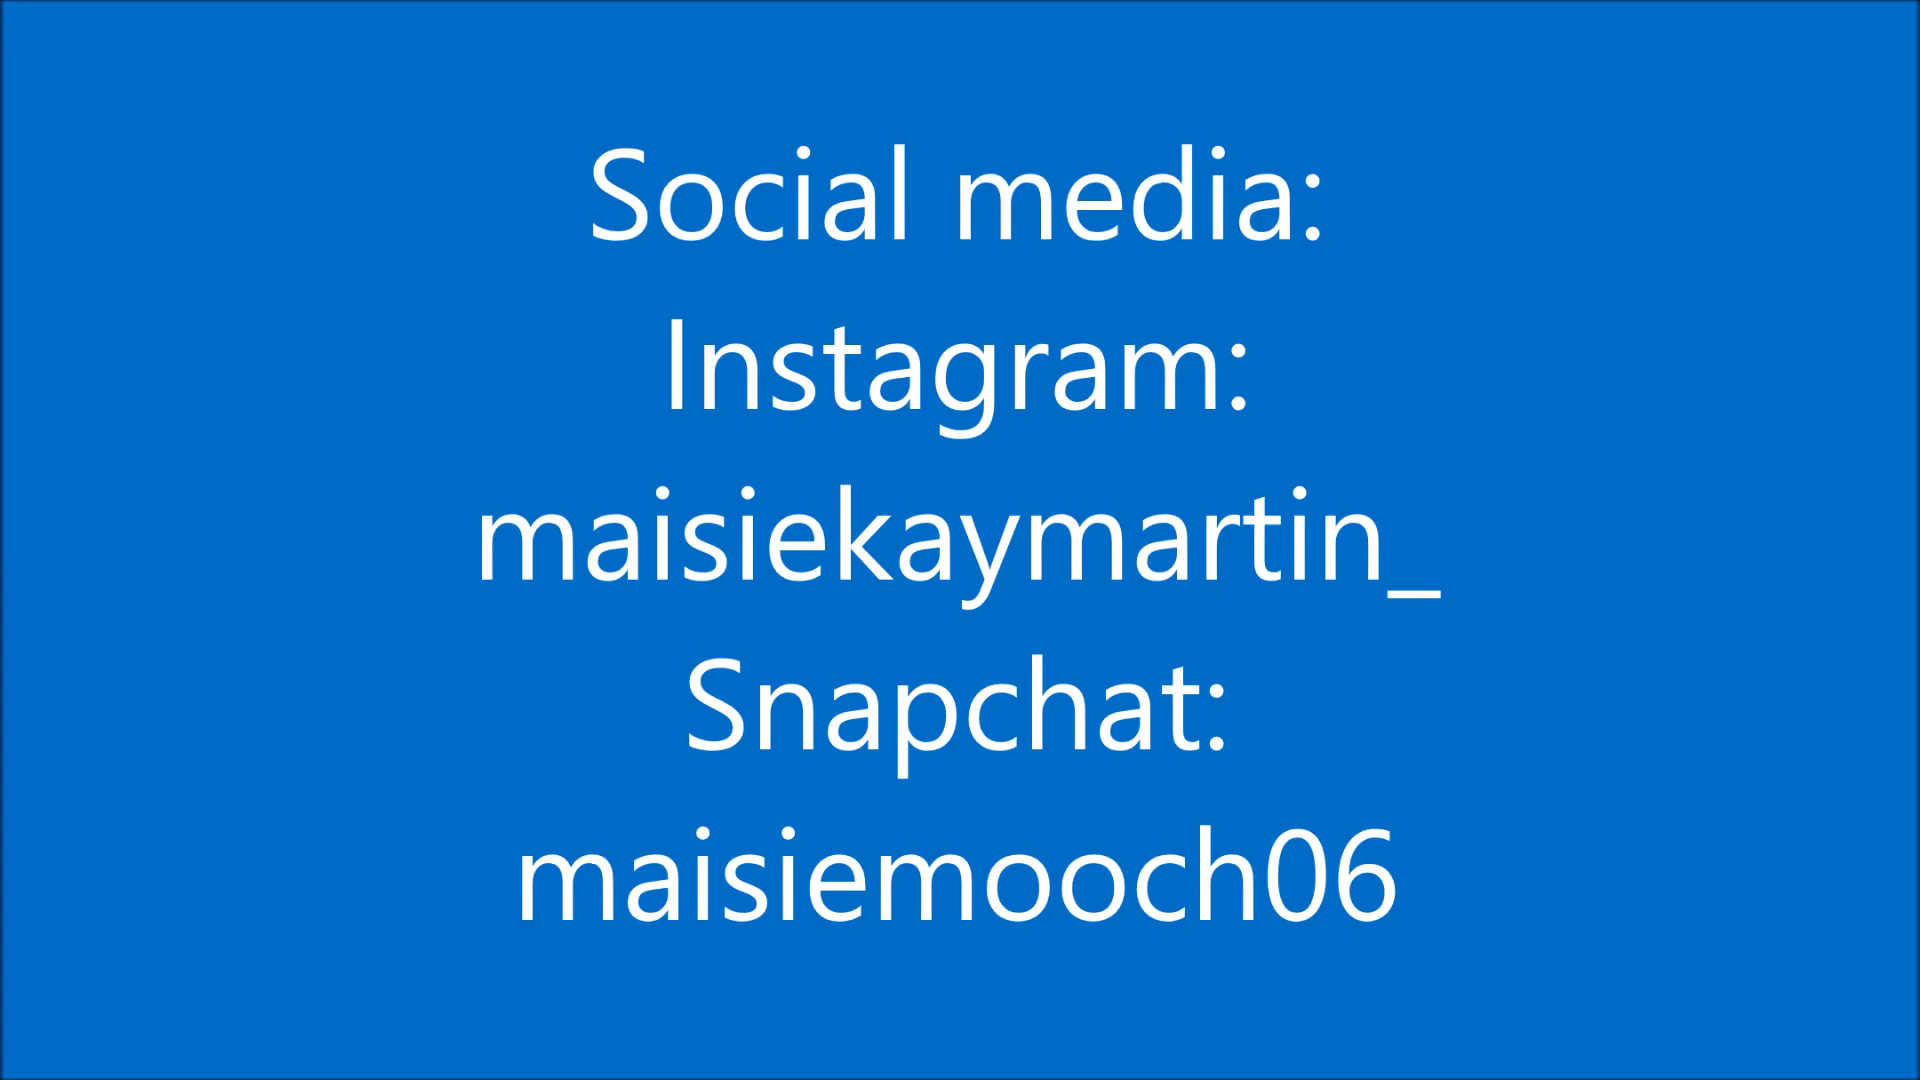 Social media:
Instagram:
maisiekaymartin_
Snapchat:
maisiemooch06